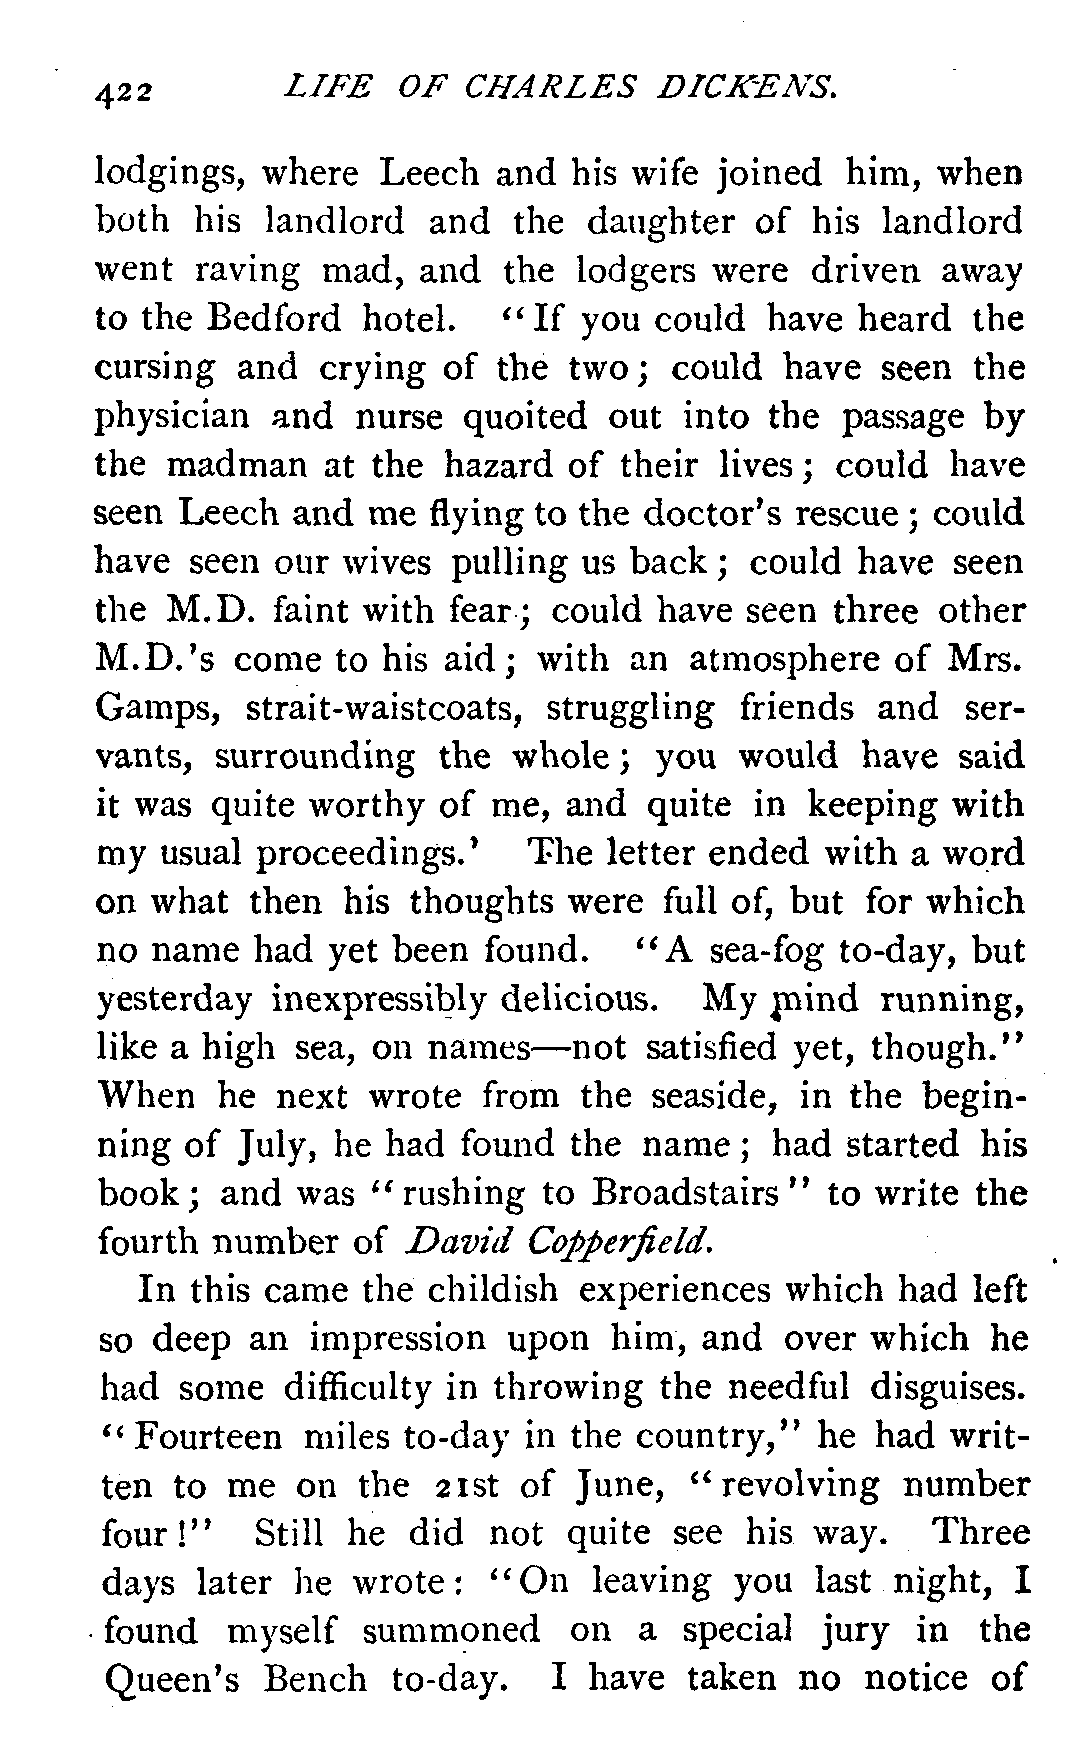 422 LIFE OF CHARLES DICKENS.
lodgings, where Leech and his wife joined him, when
both his landlord and the daughter of his landlord
went raving mad, and the lodgers were driven away
to the Bedford hotel. “If you could have heard the
cursing and crying of the two; could have seen the
physician and nurse quoited out into the passage by
the madman at the hazard of their lives; could have
seen Leech and me flying to the doctor's rescue; could
have seen our wives pulling us back; could have seen
the M.D. faint with fear; could have seen three other
M.D.'s come to his aid; with an atmosphere of Mrs.
Gamps, strait-waistcoats, struggling friends and ser-
vants, surrounding the whole; you would have said
it was quite worthy of me, and quite in keeping with
my usual proceedings.’ The letter ended with a word
on what then his thoughts were full of, but for which
no name had yet been found. “A sea-fog to-day, but
yesterday inexpressibly delicious. My mind running,
like a high sea, on names—not satisfied yet, though.”
When he next wrote from the seaside, in the begin-
ning of July, he had found the name; had started his
book; and was “rushing to Broadstairs” to write the
fourth number of David Copperfield.
In this came the childish experiences which had left
so deep an impression upon him, and over which he
had some difficulty in throwing the needful disguises.
“Fourteen miles to-day in the country,” he had writ-
ten to me on the 21st of June, “revolving number
four!” Still he did not quite see his way. Three
days later he wrote: “On leaving you last night, I
found myself summoned on a special jury in the
Queen's Bench to-day. I have taken no notice of